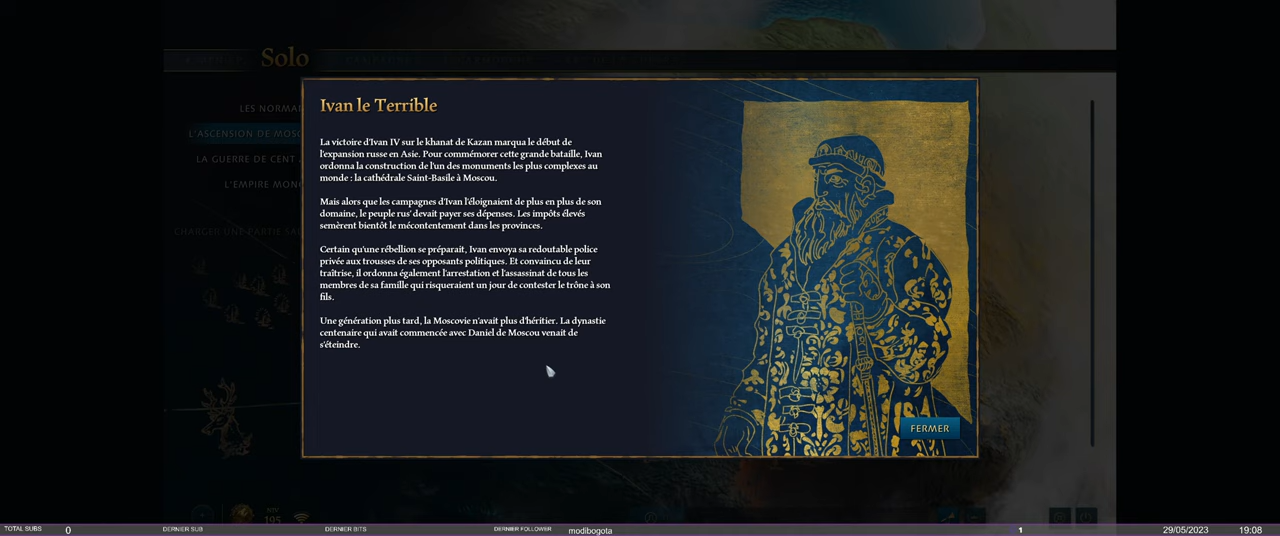 Solo
LES NORMAN
L'ASCENSION DE MOSC
LA GUERRE DE CENT
L'EMPIRE MON
CHARGER UNE PARTIE SA
Ivan le Terrible
La victoire d'Ivan IV sur le khanat de Kazan marqua le début de
l'expansion russe en Asie. Pour commémorer cette grande bataille, Ivan
ordonna la construction de l'un des monuments les plus complexes au
monde : la cathédrale Saint-Basile à Moscou.
Mais alors que les campagnes d'Ivan l'éloignaient de plus en plus de son
domaine, le peuple rus' devait payer ses dépenses. Les impôts élevés
semèrent bientôt le mécontentement dans les provinces.
Certain qu'une rébellion se préparait, Ivan envoya sa redoutable police
privée aux trousses de ses opposants politiques. Et convaincu de leur
traîtrise, il ordonna également l'arrestation et l'assassinat de tous les
membres de sa famille qui risqueraient un jour de contester le trône à son
fils.
Une génération plus tard, la Moscovie n'avait plus d'héritier. La dynastie
centenaire qui avait commencée avec Daniel de Moscou venait de
s'éteindre.
FERMER
NIV
195
TOTAL SUBS 0 DERNIER SUB DERNIER BITS DERNIER FOLLOWER modibogota 1 29/05/2023 19:08